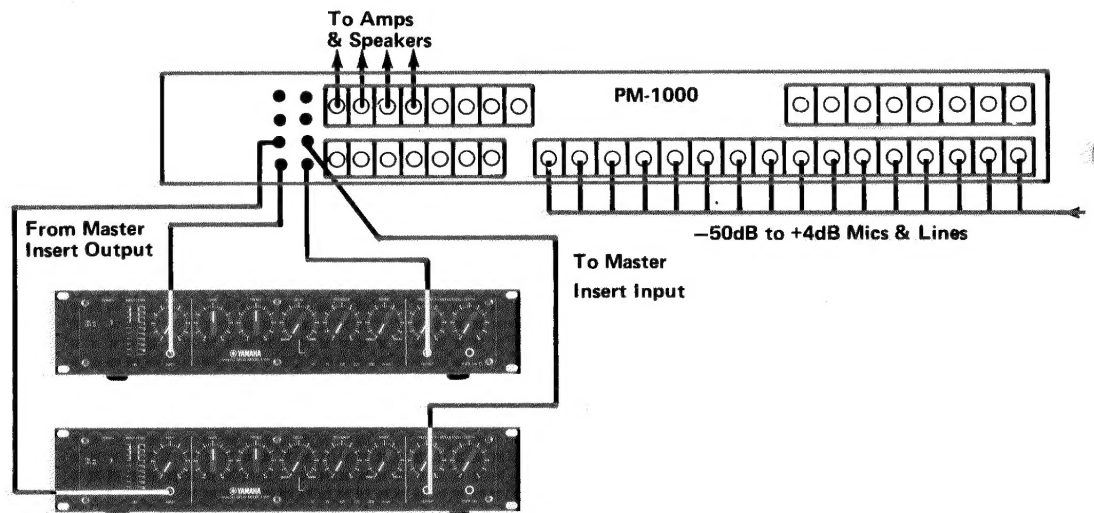 To Amps
& Speakers
PM-1000
From Master
Insert Output
−50dB to +4dB Mics & Lines
To Master
Insert Input
YAMAHA
YAMAHA